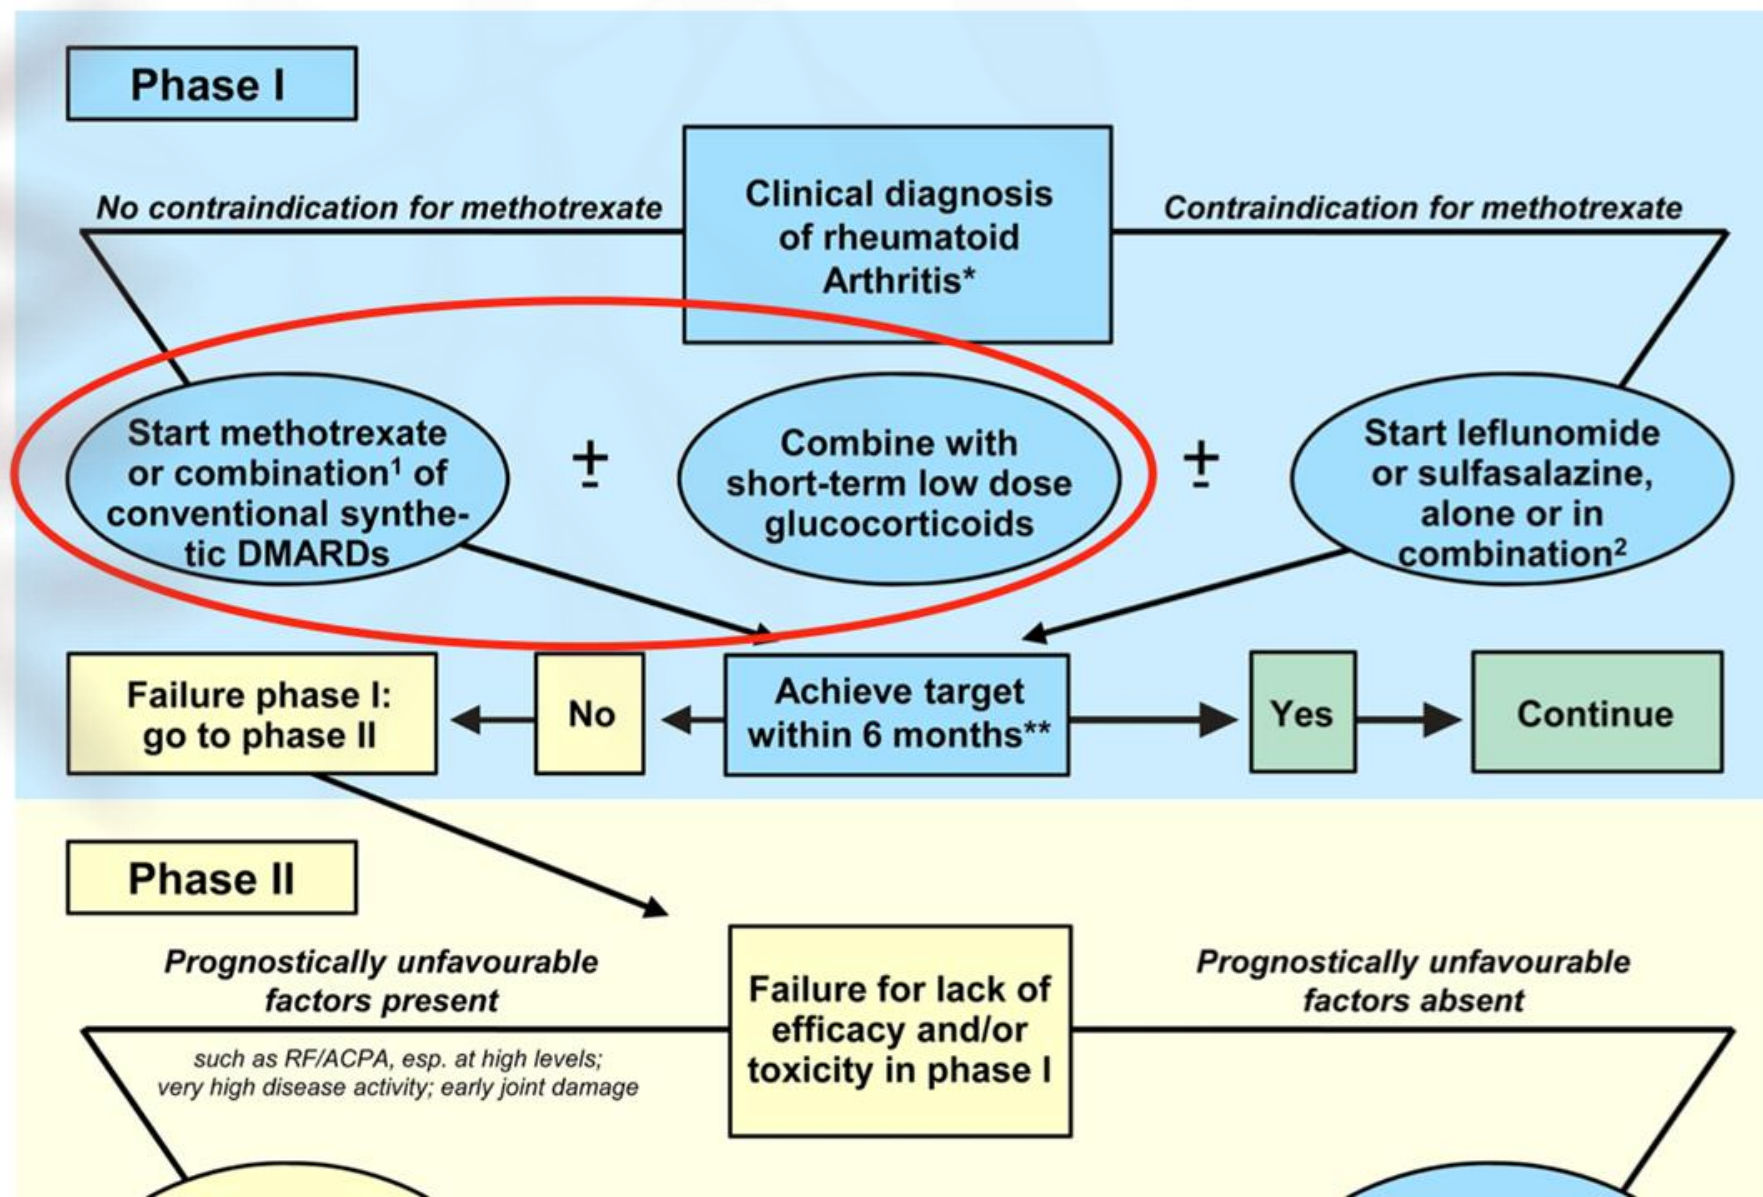 Phase I
Clinical diagnosis
of rheumatoid
Arthritis*
No contraindication for methotrexate
Contraindication for methotrexate
Start methotrexate
or combination¹ of
conventional synthe-
tic DMARDs
±
Combine with
short-term low dose
glucocorticoids
±
Start leflunomide
or sulfasalazine,
alone or in
combination²
Failure phase I:
go to phase II
No
Achieve target
within 6 months**
Yes
Continue
Phase II
Prognostically unfavourable
factors present
such as RF/ACPA, esp. at high levels;
very high disease activity; early joint damage
Failure for lack of
efficacy and/or
toxicity in phase I
Prognostically unfavourable
factors absent